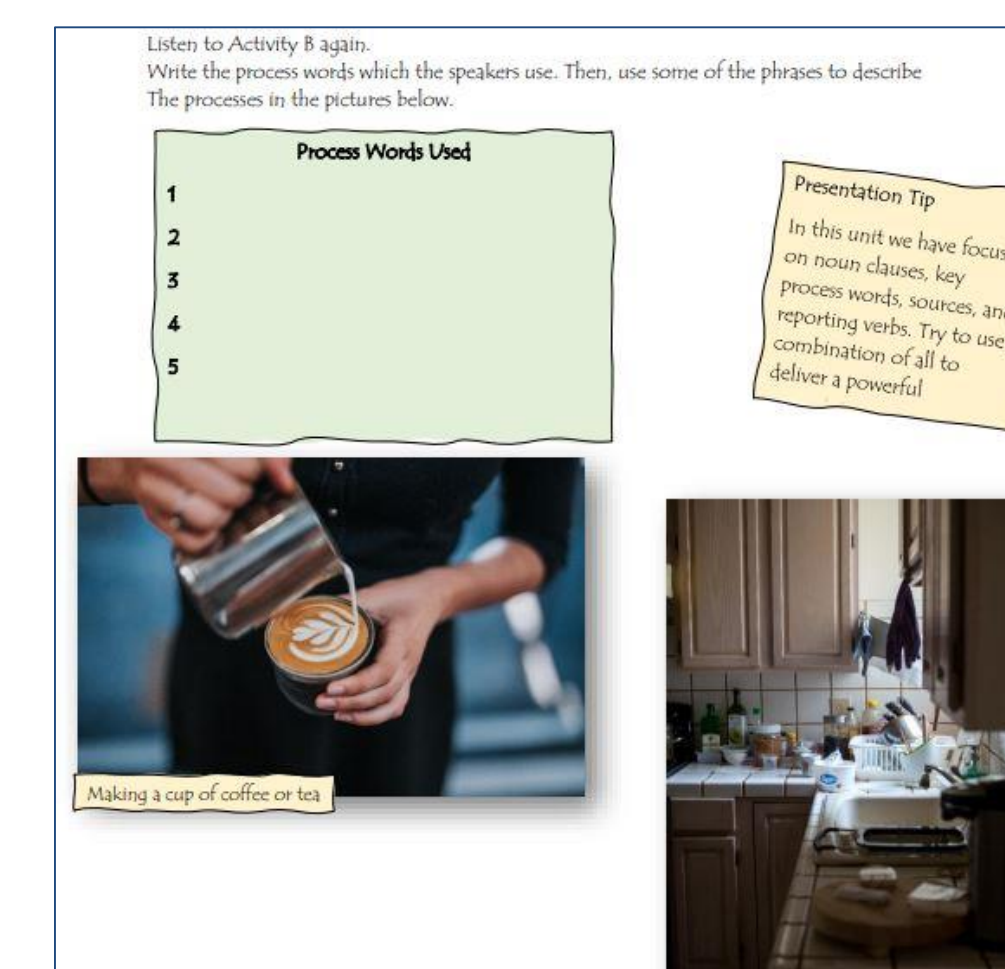 Listen to Activity B again.
Write the process words which the speakers use. Then, use some of the phrases to describe
The processes in the pictures below.
Process Words Used
1
2
3
4
5
Presentation Tip
In this unit we have focus
on noun clauses, key
process words, sources, and
reporting verbs. Try to use
combination of all to
deliver a powerful
Making a cup of coffee or tea